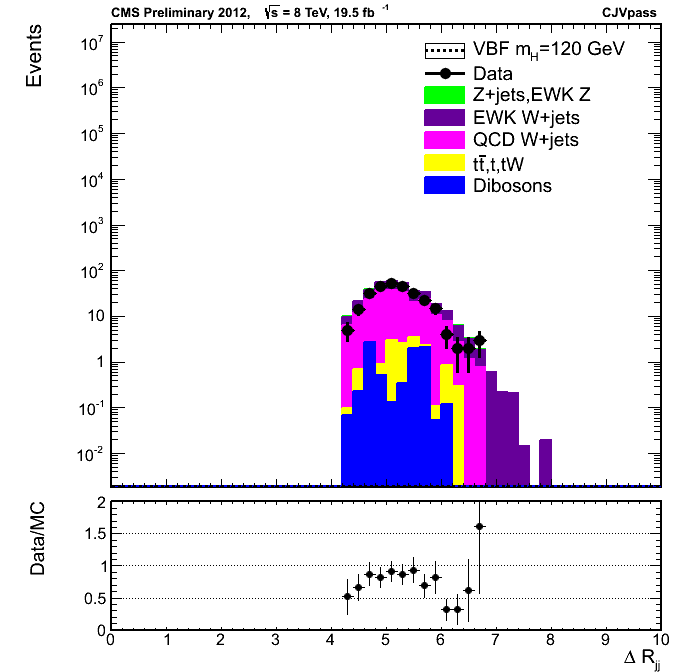 CMS Preliminary 2012, √s = 8 TeV, 19.5 fb⁻¹ CJVpass
Events
10⁷
10⁶
10⁵
10⁴
10³
10²
10
1
10⁻¹
10⁻²
VBF m_H=120 GeV
Data
Z+jets,EWK Z
EWK W+jets
QCD W+jets
tt̄,t,tW
Dibosons
Data/MC
2
1.5
1
0.5
0
0 1 2 3 4 5 6 7 8 9 10
Δ R_jj